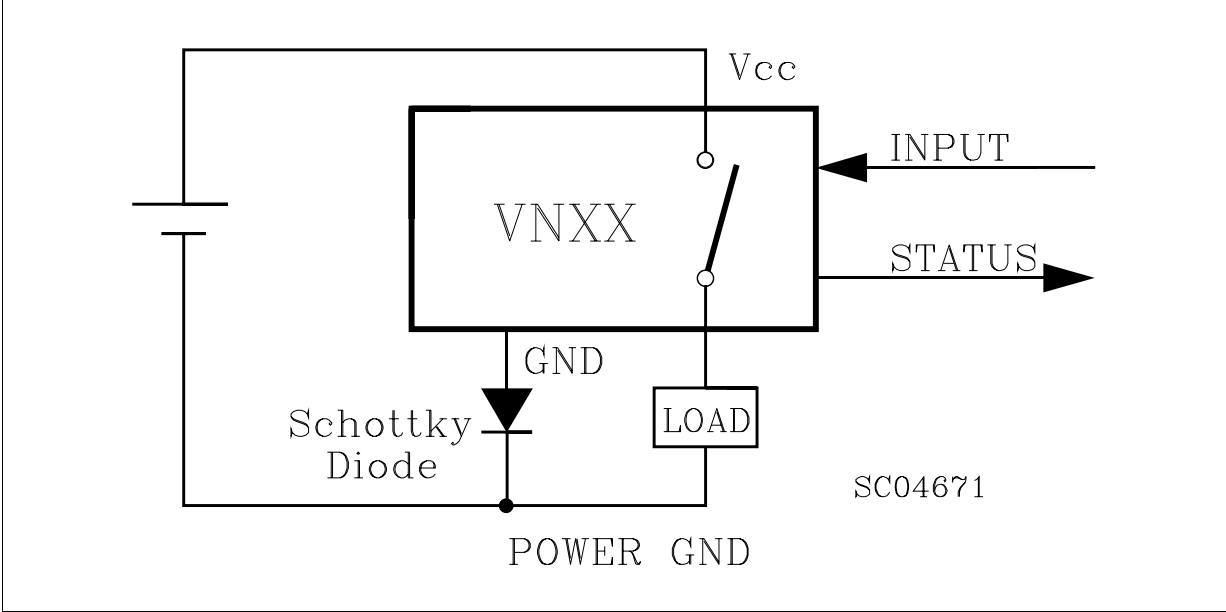 Vcc
INPUT
VNXX
STATUS
GND
Schottky
Diode
LOAD
SC04671
POWER GND